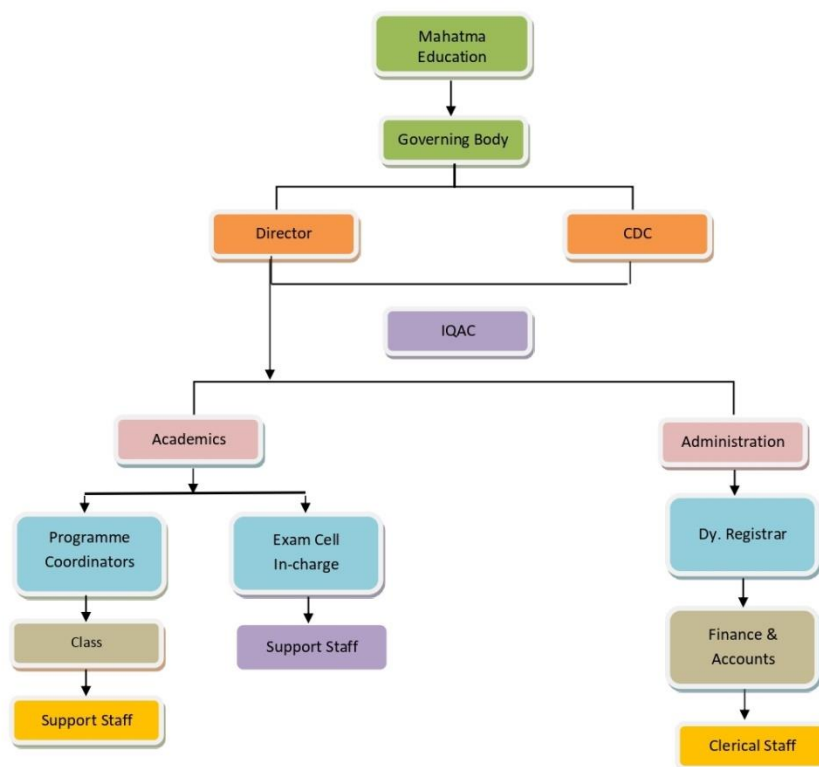 Mahatma
Education
Governing Body
Director
CDC
IQAC
Academics
Administration
Programme
Coordinators
Exam Cell
In-charge
Dy. Registrar
Class
Support Staff
Finance &
Accounts
Support Staff
Clerical Staff